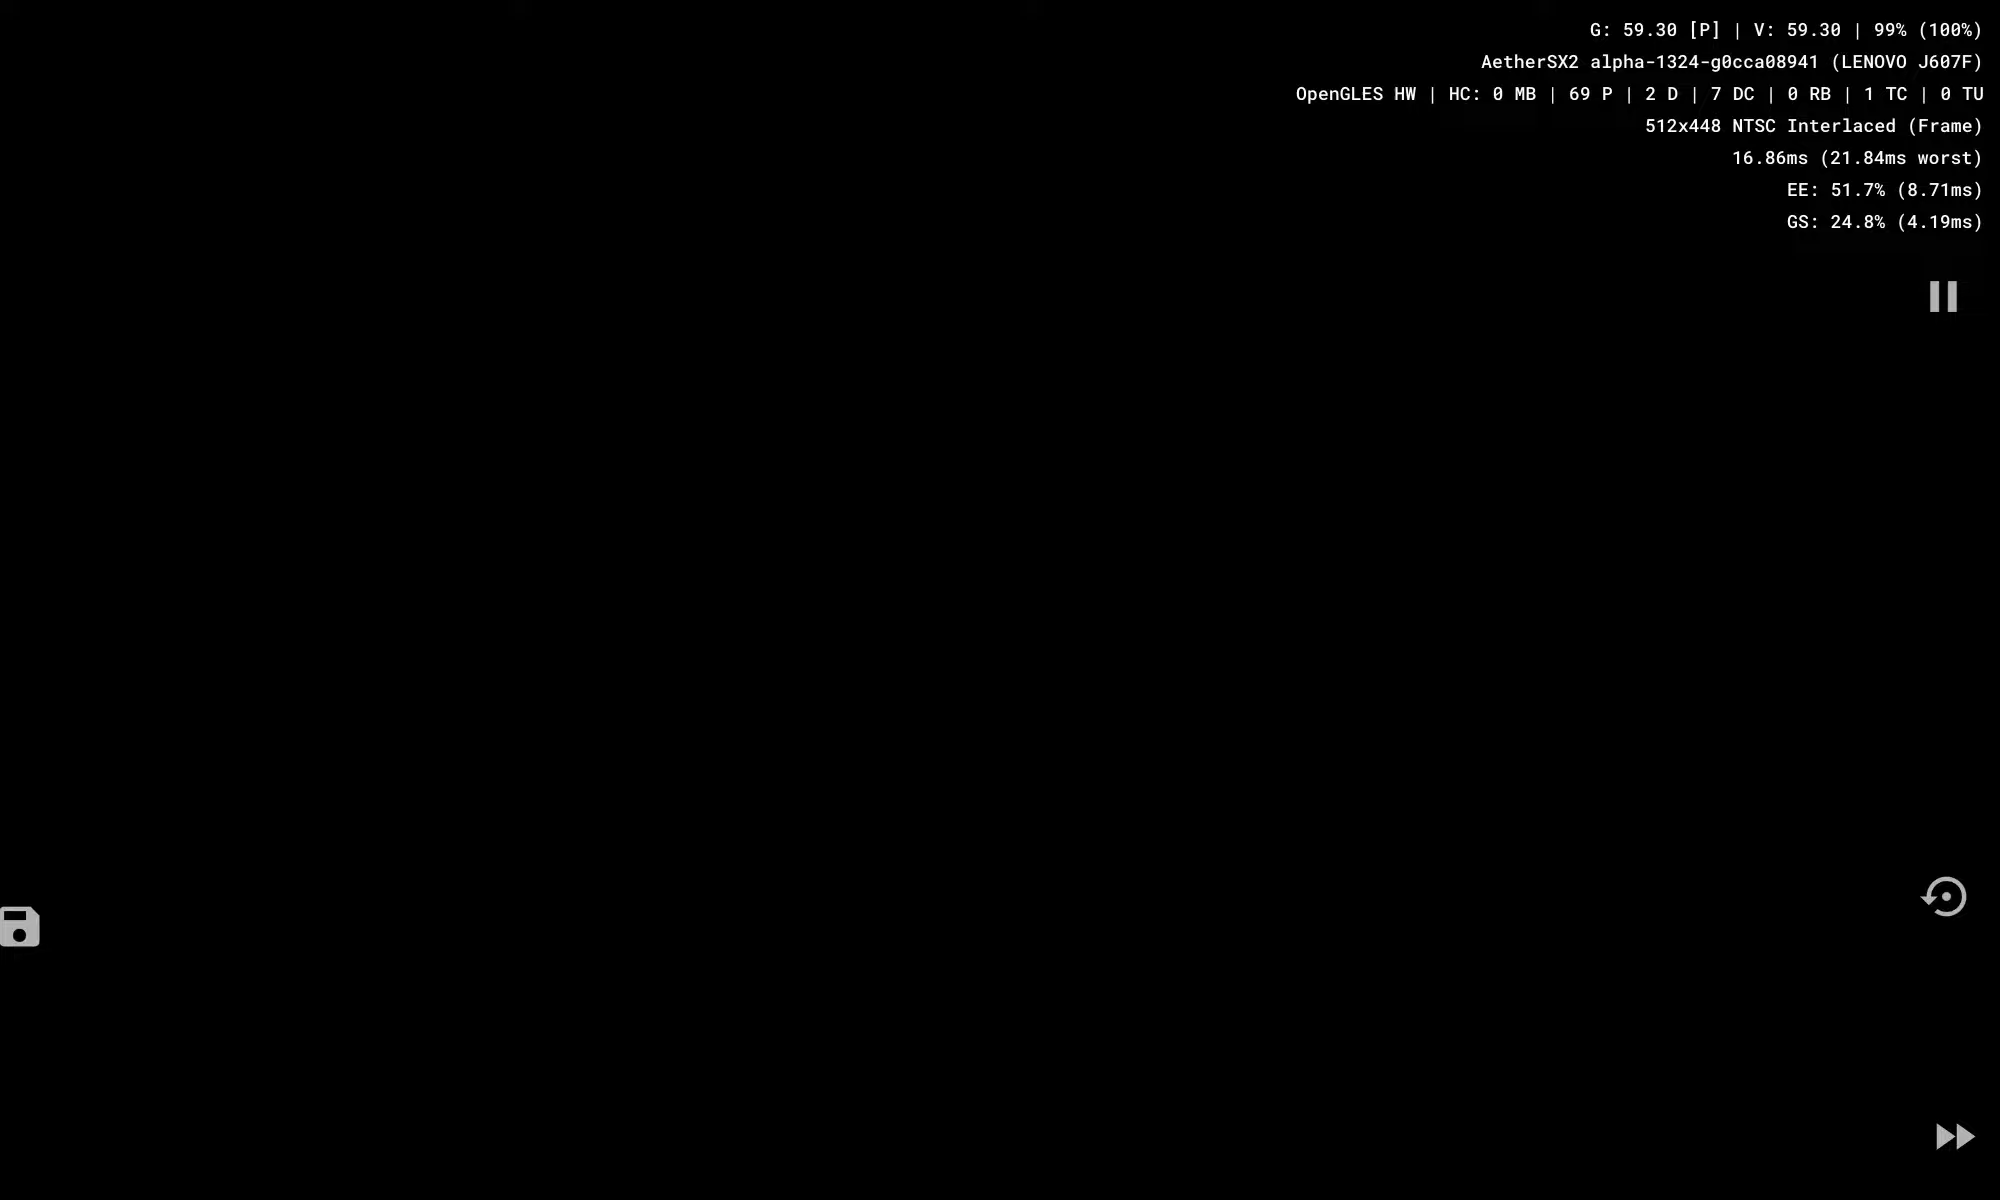 G: 59.30 [P] | V: 59.30 | 99% (100%)
AetherSX2 alpha-1324-g0cca08941 (LENOVO J607F)
OpenGLES HW | HC: 0 MB | 69 P | 2 D | 7 DC | 0 RB | 1 TC | 0 TU
512x448 NTSC Interlaced (Frame)
16.86ms (21.84ms worst)
EE: 51.7% (8.71ms)
GS: 24.8% (4.19ms)